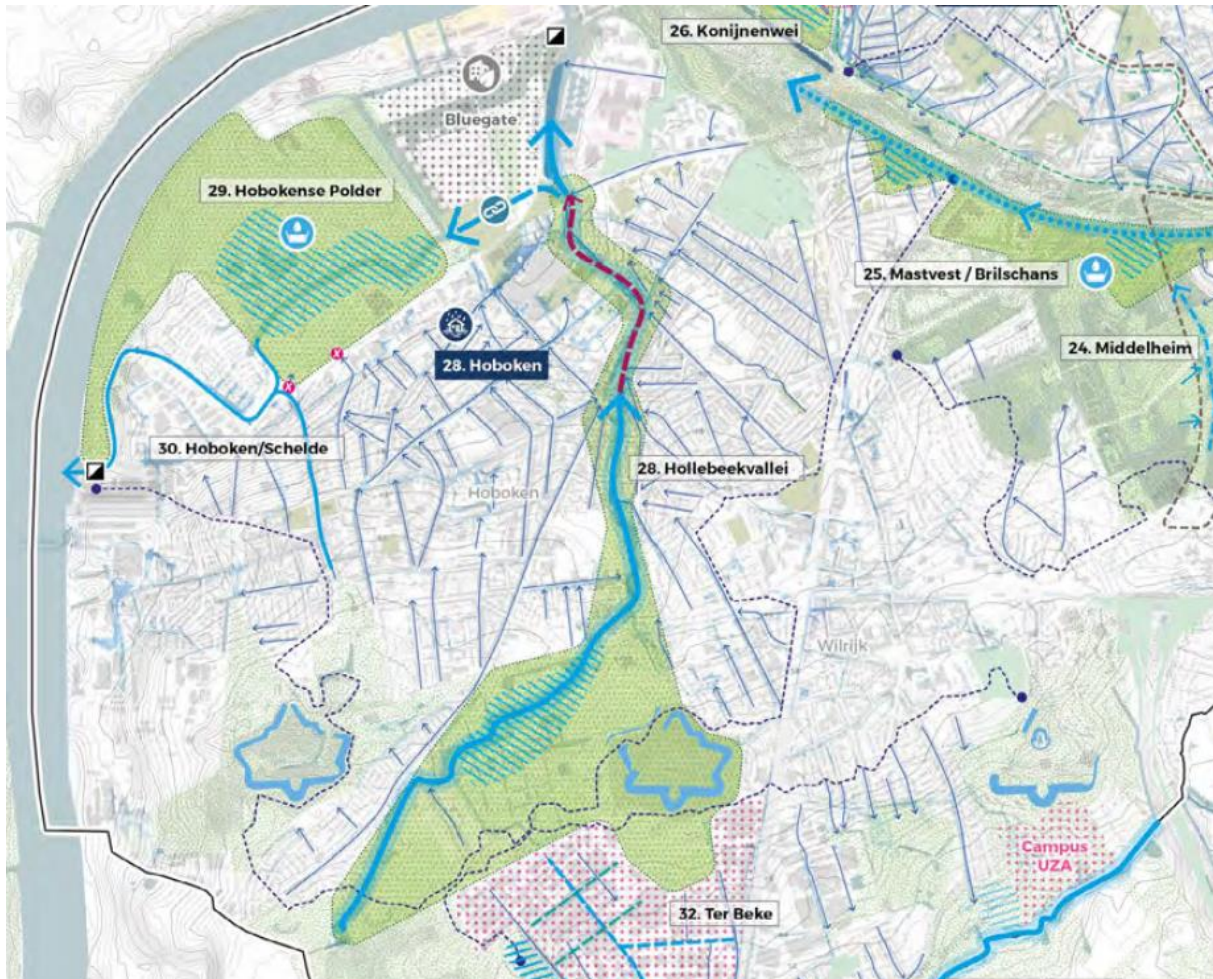 26. Konijnenwei
Bluegate
29. Hobokense Polder
25. Mastvest / Brilschans
24. Middelheim
28. Hoboken
30. Hoboken/Schelde
28. Hollebeekvallei
Hoboken
Wilrijk
Campus
UZA
32. Ter Beke